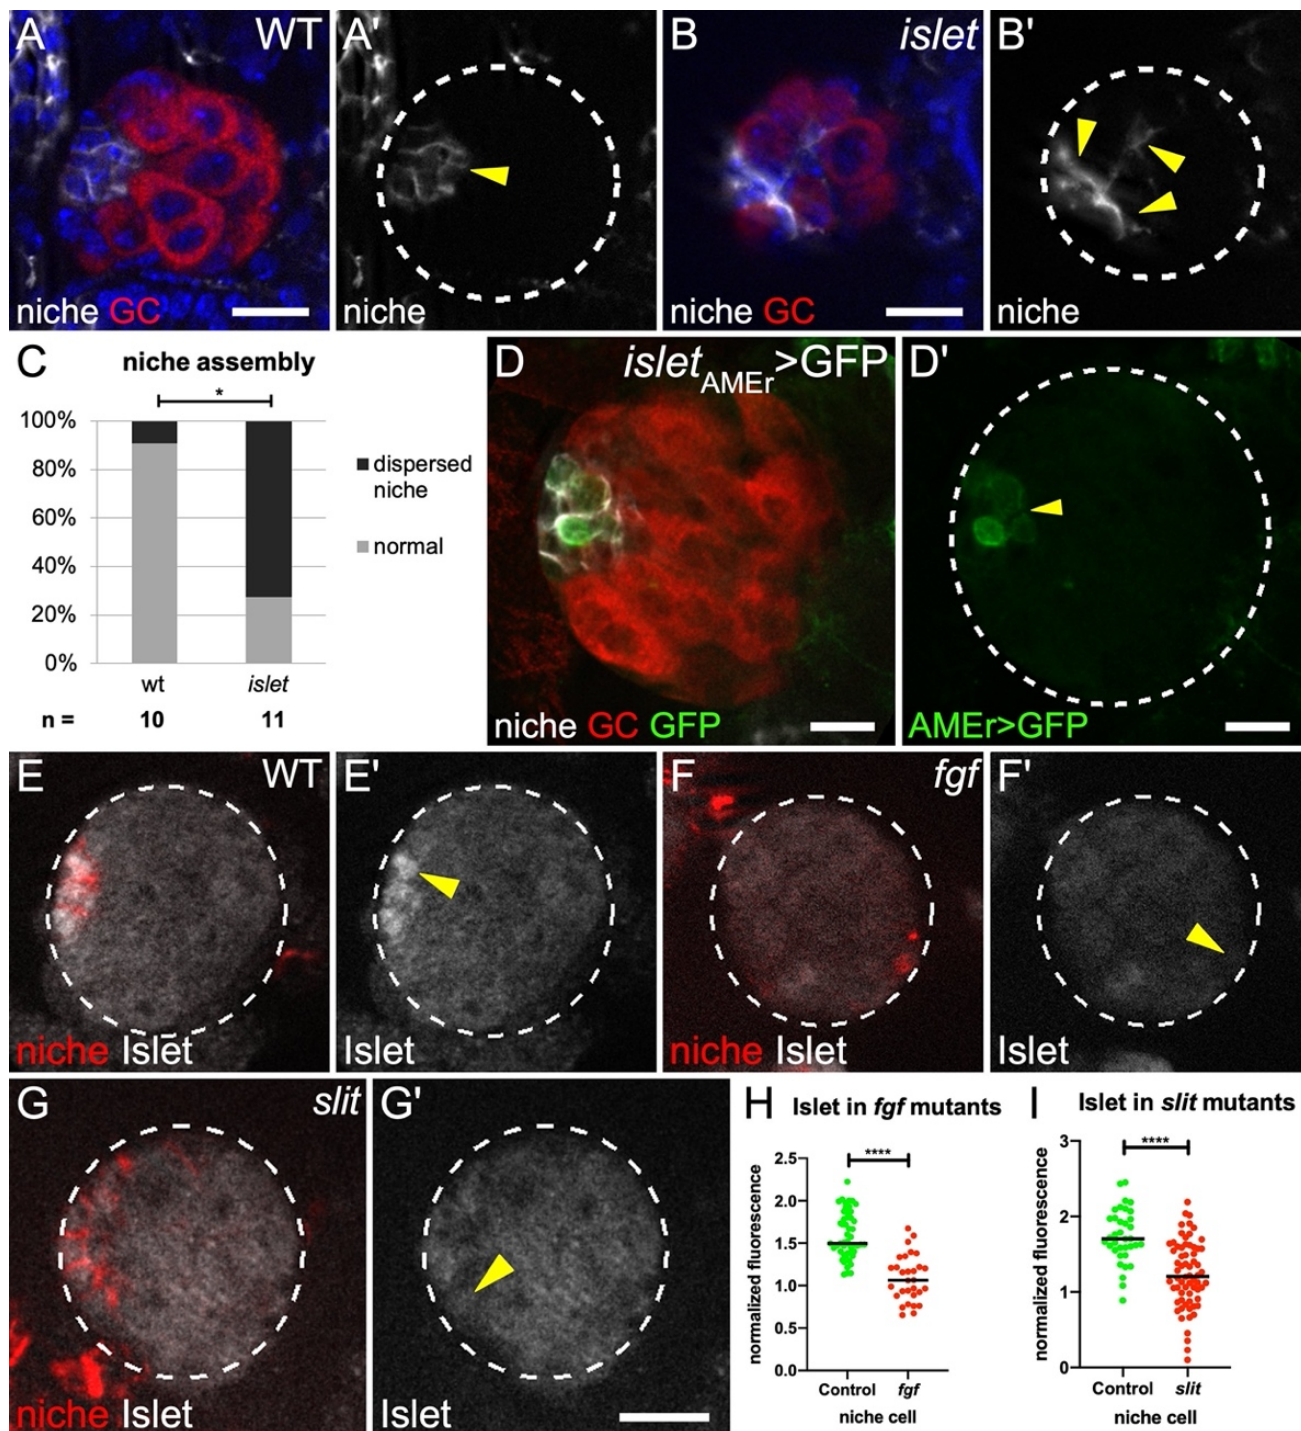 A WT A' B islet B'
niche GC niche niche GC niche
C niche assembly
*
100%
80%
60%
40%
20%
0%
wt islet
n = 10 11
dispersed
niche
normal
D islet AMEr>GFP D'
niche GC GFP AMEr>GFP
E WT E' F fgf F'
niche Islet Islet niche Islet Islet
G slit G'
niche Islet Islet
H Islet in fgf mutants
****
normalized fluorescence
2.5
2.0
1.5
1.0
0.5
0.0
Control fgf
niche cell
I Islet in slit mutants
****
normalized fluorescence
3
2
1
0
Control slit
niche cell